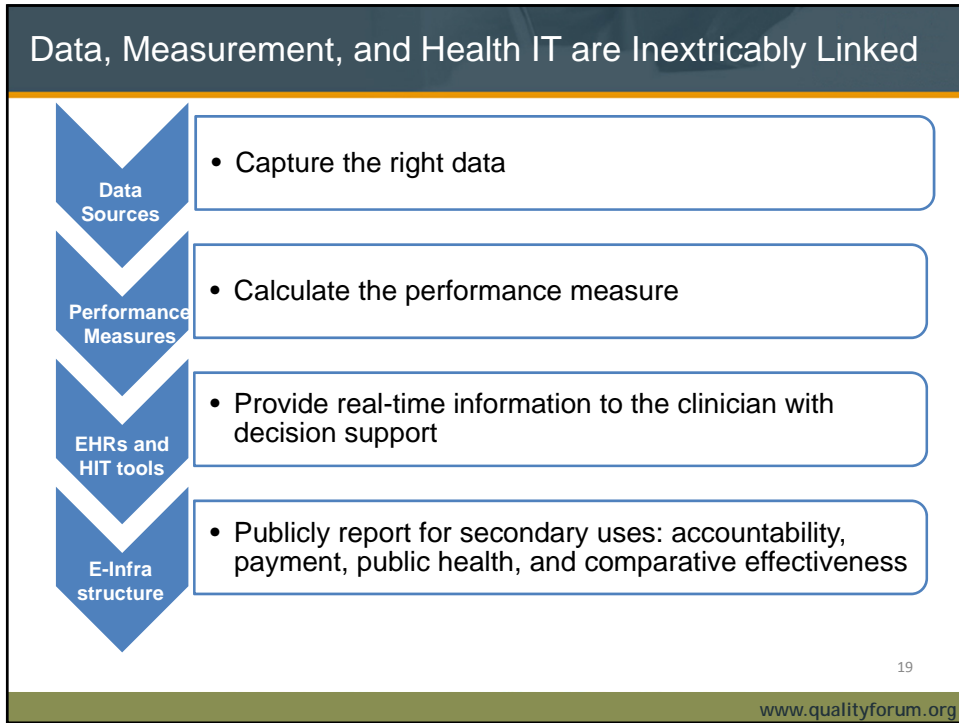 Data, Measurement, and Health IT are Inextricably Linked
Data
Sources
• Capture the right data
Performance
Measures
• Calculate the performance measure
EHRs and
HIT tools
• Provide real-time information to the clinician with
decision support
E-Infra
structure
• Publicly report for secondary uses: accountability,
payment, public health, and comparative effectiveness
19
www.qualityforum.org